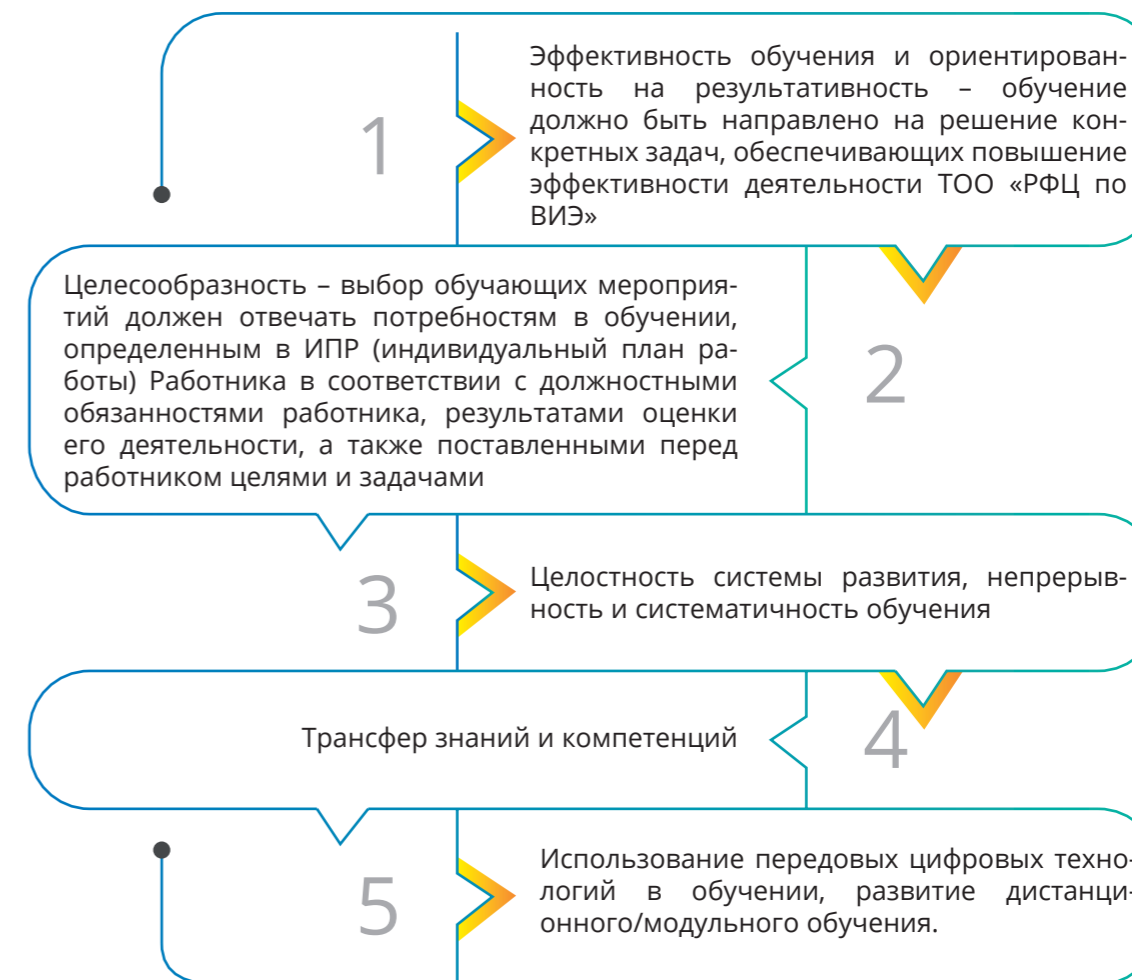 1
Эффективность обучения и ориентирован-
ность на результативность – обучение
должно быть направлено на решение кон-
кретных задач, обеспечивающих повышение
эффективности деятельности ТОО «РФЦ по
ВИЭ»
2
Целесообразность – выбор обучающих мероприя-
тий должен отвечать потребностям в обучении,
определенным в ИПР (индивидуальный план ра-
боты) Работника в соответствии с должностными
обязанностями работника, результатами оценки
его деятельности, а также поставленными перед
работником целями и задачами
3
Целостность системы развития, непрерыв-
ность и систематичность обучения
4
Трансфер знаний и компетенций
5
Использование передовых цифровых техно-
логий в обучении, развитие дистанци-
онного/модульного обучения.